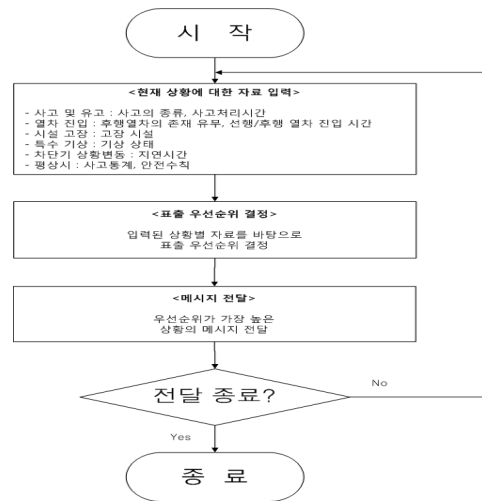 시 작
<현재 상황에 대한 자료 입력>
- 사고 및 유고 : 사고의 종류, 사고처리시간
- 열차 진입 : 후행열차의 존재 유무, 선행/후행 열차 진입 시간
- 시설 고장 : 고장 시설
- 특수 기상 : 기상 상태
- 차단기 상황변동 : 지연시간
- 평상시 : 사고통계, 안전수칙
<표출 우선순위 결정>
입력된 상황별 자료를 바탕으로
표출 우선순위 결정
<메시지 전달>
우선순위가 가장 높은
상황의 메시지 전달
전달 종료?
No
Yes
종 료